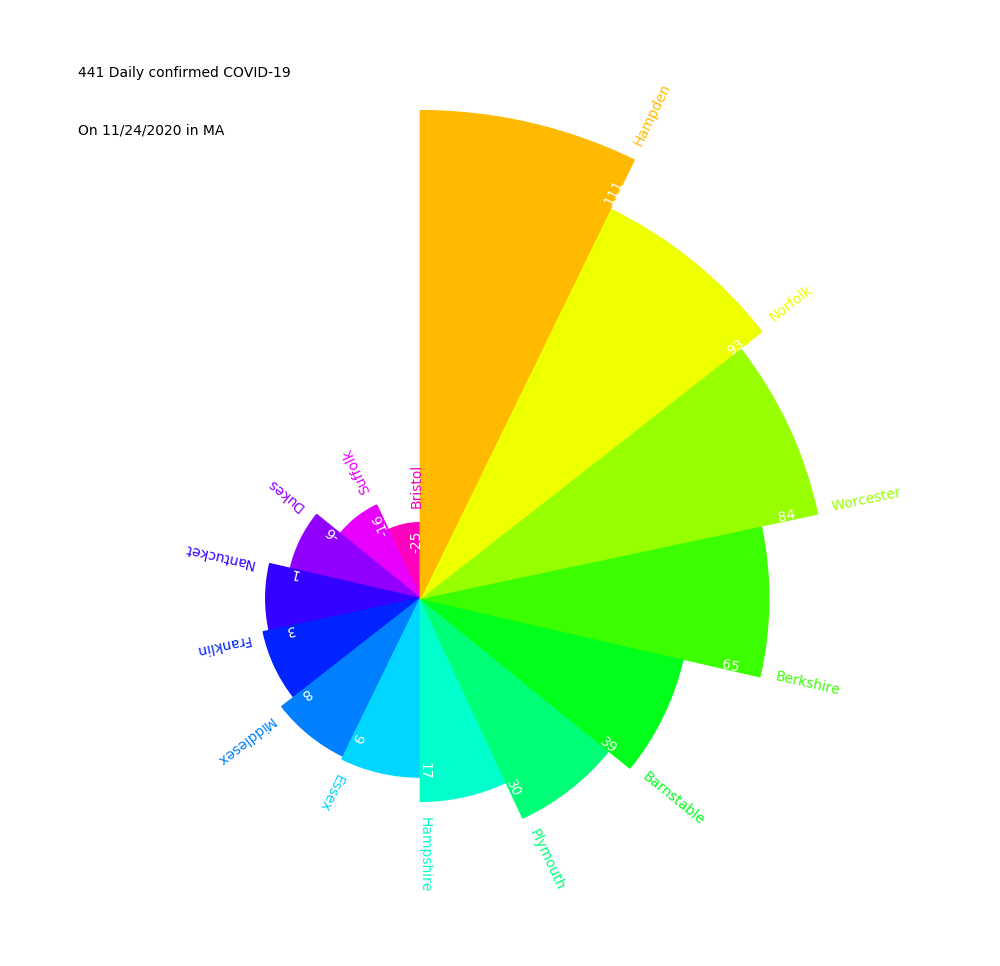 441 Daily confirmed COVID-19
On 11/24/2020 in MA
Hampden
111
Norfolk
93
Worcester
84
Berkshire
65
Barnstable
39
Plymouth
30
Hampshire
17
Essex
9
Middlesex
8
Franklin
3
Nantucket
1
Dukes
-6
Suffolk
-16
Bristol
-25